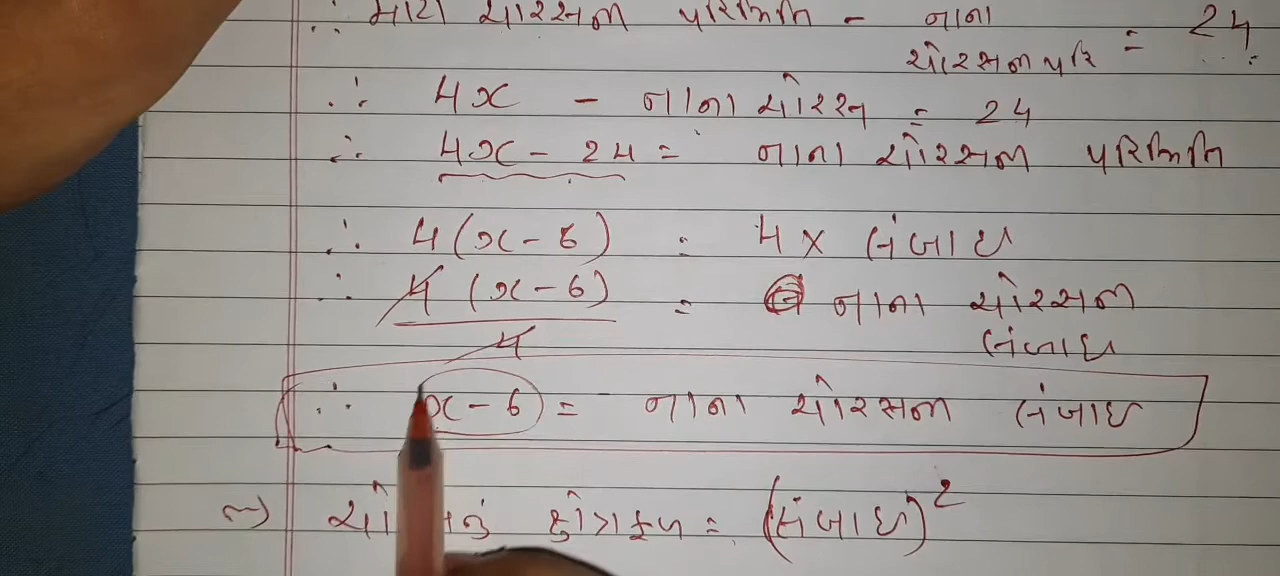 ∴ મોટા ચોરસની પરિમિતિ - નાના ચોરસની પરિ = 24
∴ 4x - નાના ચોરસ = 24
∴ 4x - 24 = નાના ચોરસની પરિમિતિ
∴ 4(x - 6) = 4 x લંબાઈ
∴ 4 (x - 6) / 4 = નાના ચોરસની લંબાઈ
∴ x - 6 = નાના ચોરસની લંબાઈ
ક્ષેત્રફળ = (લંબાઈ)²